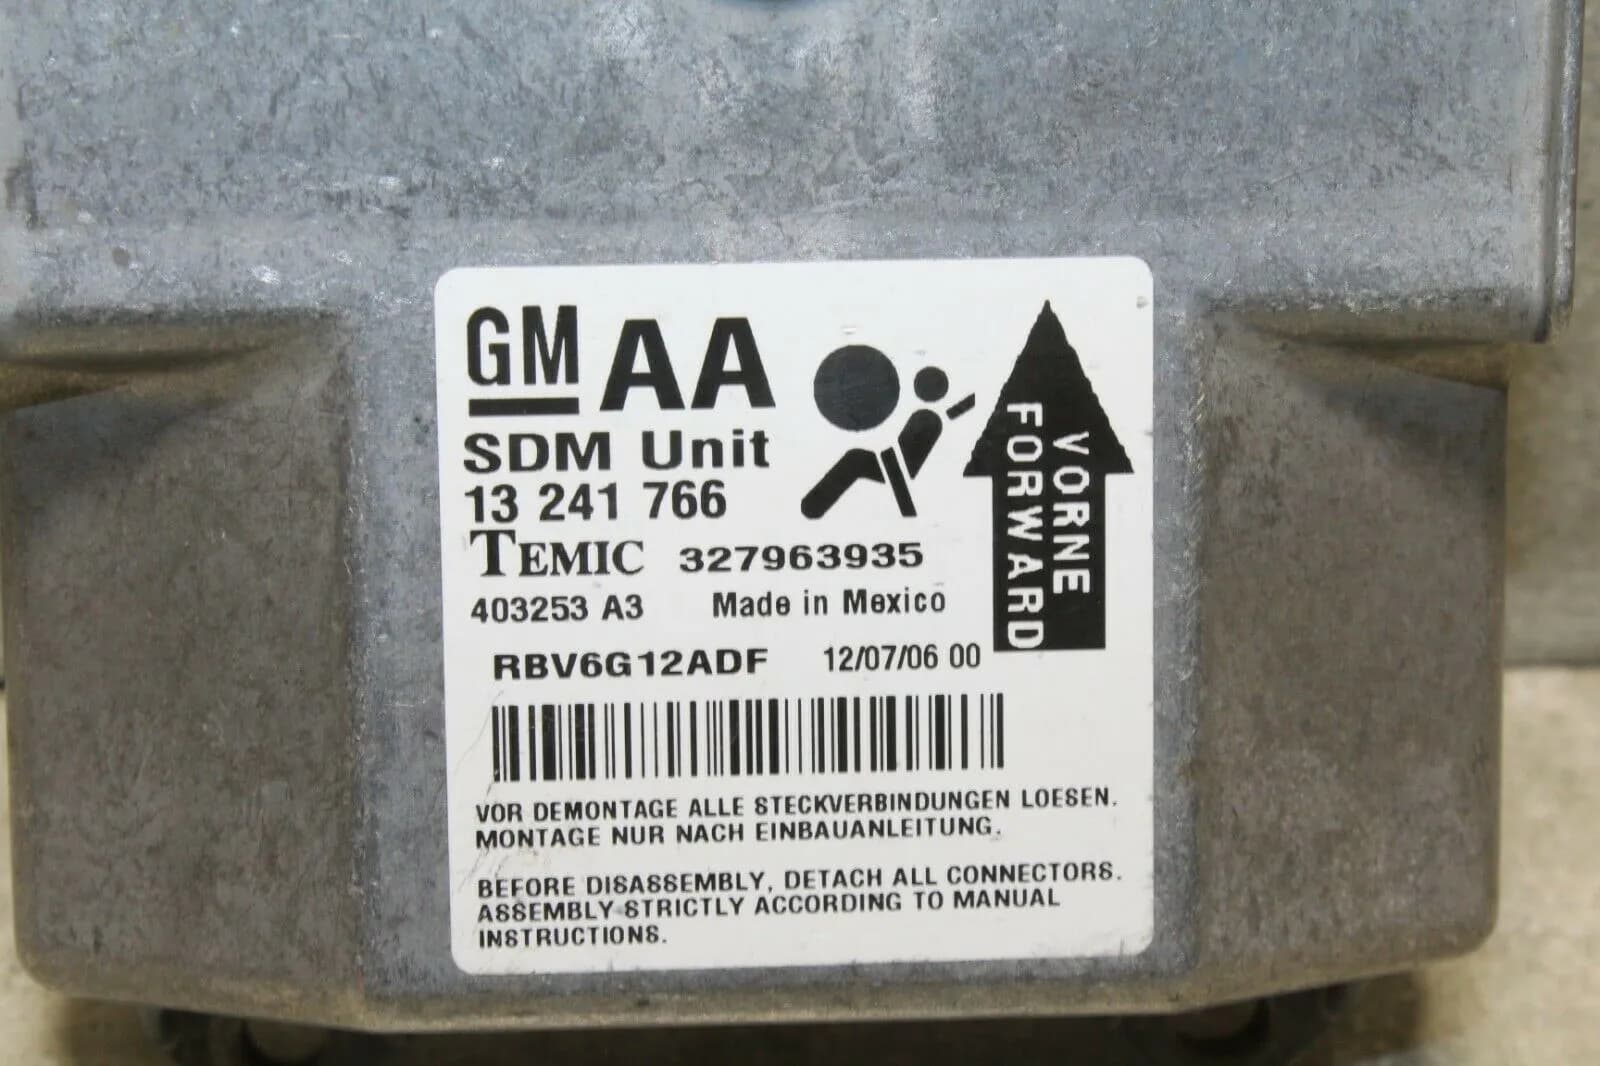 GM AA
SDM Unit
13 241 766
TEMIC 327963935
403253 A3 Made in Mexico
RBV6G12ADF 12/07/06 00
VORNE
FORWARD
VOR DEMONTAGE ALLE STECKVERBINDUNGEN LOESEN.
MONTAGE NUR NACH EINBAUANLEITUNG.
BEFORE DISASSEMBLY, DETACH ALL CONNECTORS.
ASSEMBLY STRICTLY ACCORDING TO MANUAL
INSTRUCTIONS.